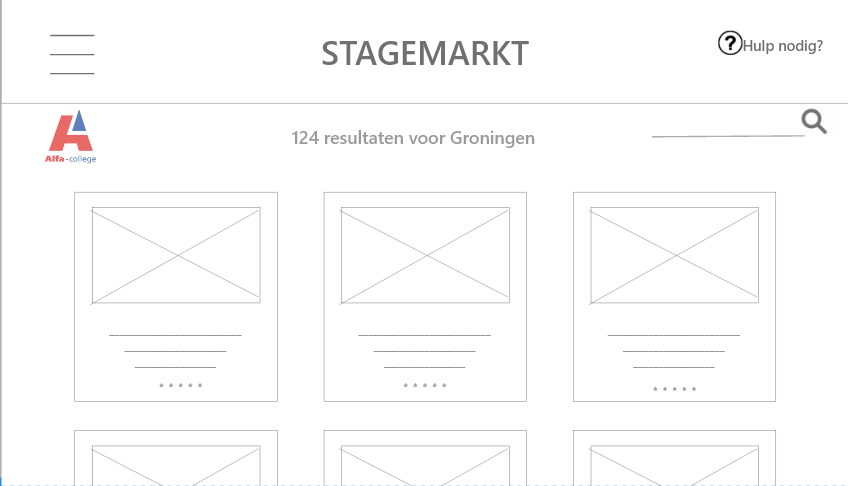 STAGEMARKT
?Hulp nodig?
Alfa-college
124 resultaten voor Groningen
* * * * *
* * * * *
* * * * *